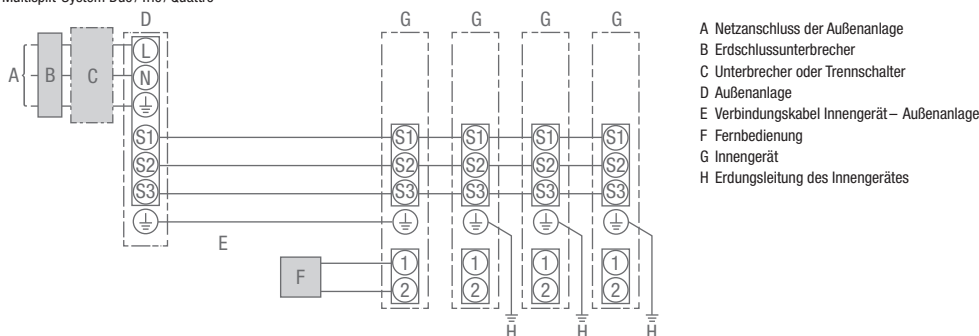 Multisplit-System Duo / Trio / Quattro
D G G G G
A B C L
N
S1 S1 S1 S1 S1
S2 S2 S2 S2 S2
S3 S3 S3 S3 S3
E
F 1 1 1 1
2 2 2 2
H H H
A Netzanschluss der Außenanlage
B Erdschlussunterbrecher
C Unterbrecher oder Trennschalter
D Außenanlage
E Verbindungskabel Innengerät – Außenanlage
F Fernbedienung
G Innengerät
H Erdungsleitung des Innengerätes